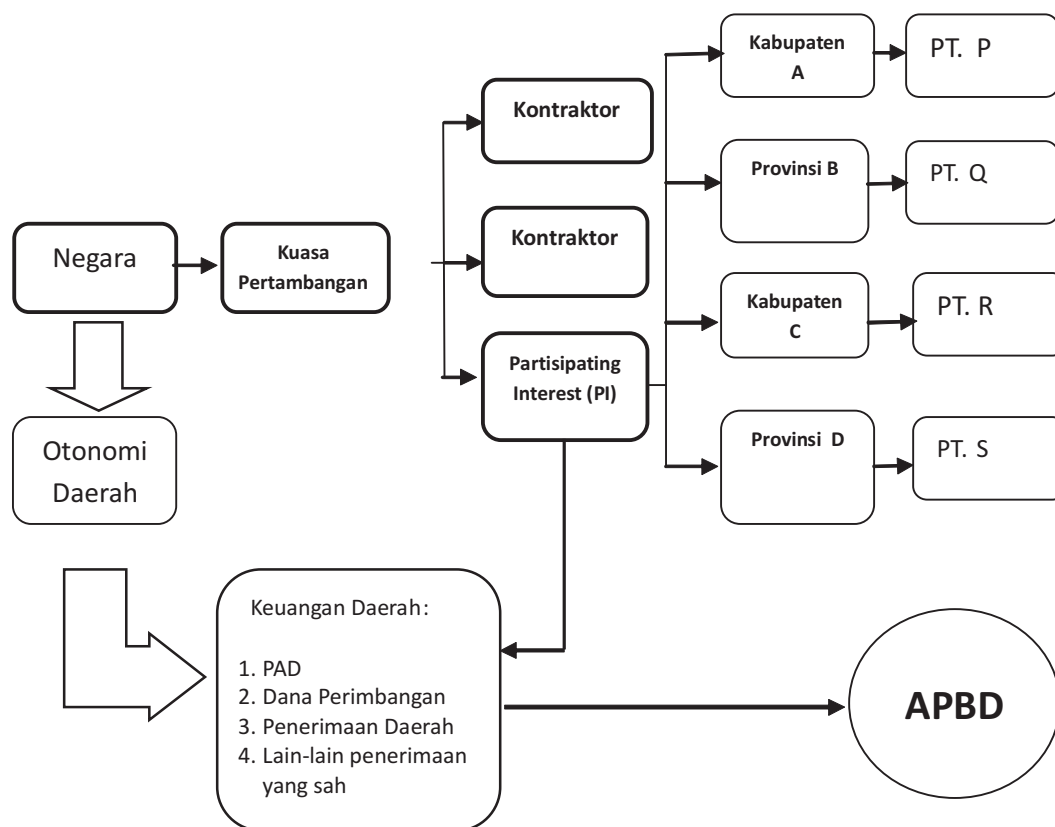 Kabupaten
A
PT. P
Kontraktor
Provinsi B
PT. Q
Negara
Kuasa
Pertambangan
Kontraktor
Kabupaten
C
PT. R
Partisipating
Interest (PI)
Otonomi
Daerah
Provinsi D
PT. S
Keuangan Daerah:
1. PAD
2. Dana Perimbangan
3. Penerimaan Daerah
4. Lain-lain penerimaan
yang sah
APBD